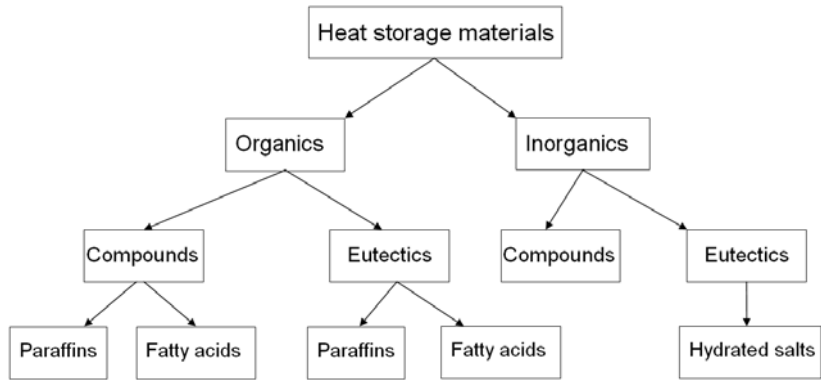 Heat storage materials
Organics
Inorganics
Compounds
Eutectics
Compounds
Eutectics
Paraffins
Fatty acids
Paraffins
Fatty acids
Hydrated salts